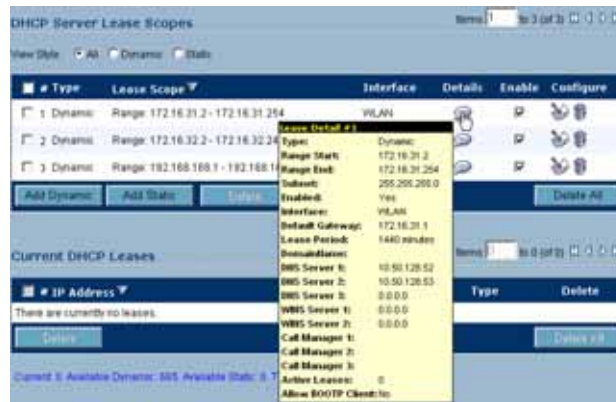 DHCP Server Lease Scopes
Items 1 to 3 (of 3)
View Style: All Dynamic Static
# Type Lease Scope Interface Details Enable Configure
1 Dynamic Range: 172.16.31.2 - 172.16.31.254 WLAN
2 Dynamic Range: 172.16.32.2 - 172.16.32.2
3 Dynamic Range: 192.168.168.1 - 192.168.1
Add Dynamic Add Static Delete Delete All
Lease Detail #1
Type: Dynamic
Range Start: 172.16.31.2
Range End: 172.16.31.254
Subnet: 255.255.255.0
Enabled: Yes
Interface: WLAN
Default Gateway: 172.16.31.1
Lease Period: 1440 minutes
DomainName:
DNS Server 1: 10.50.128.52
DNS Server 2: 10.50.128.53
DNS Server 3: 0.0.0.0
WINS Server 1: 0.0.0.0
WINS Server 2: 0.0.0.0
Call Manager 1:
Call Manager 2:
Call Manager 3:
Active Leases: 0
Allow BOOTP Client: No
Current DHCP Leases
Items to 0 (of 0)
# IP Address Type Delete
There are currently no leases.
Delete Delete All
Current: 0, Available Dynamic: Available Static: 0,